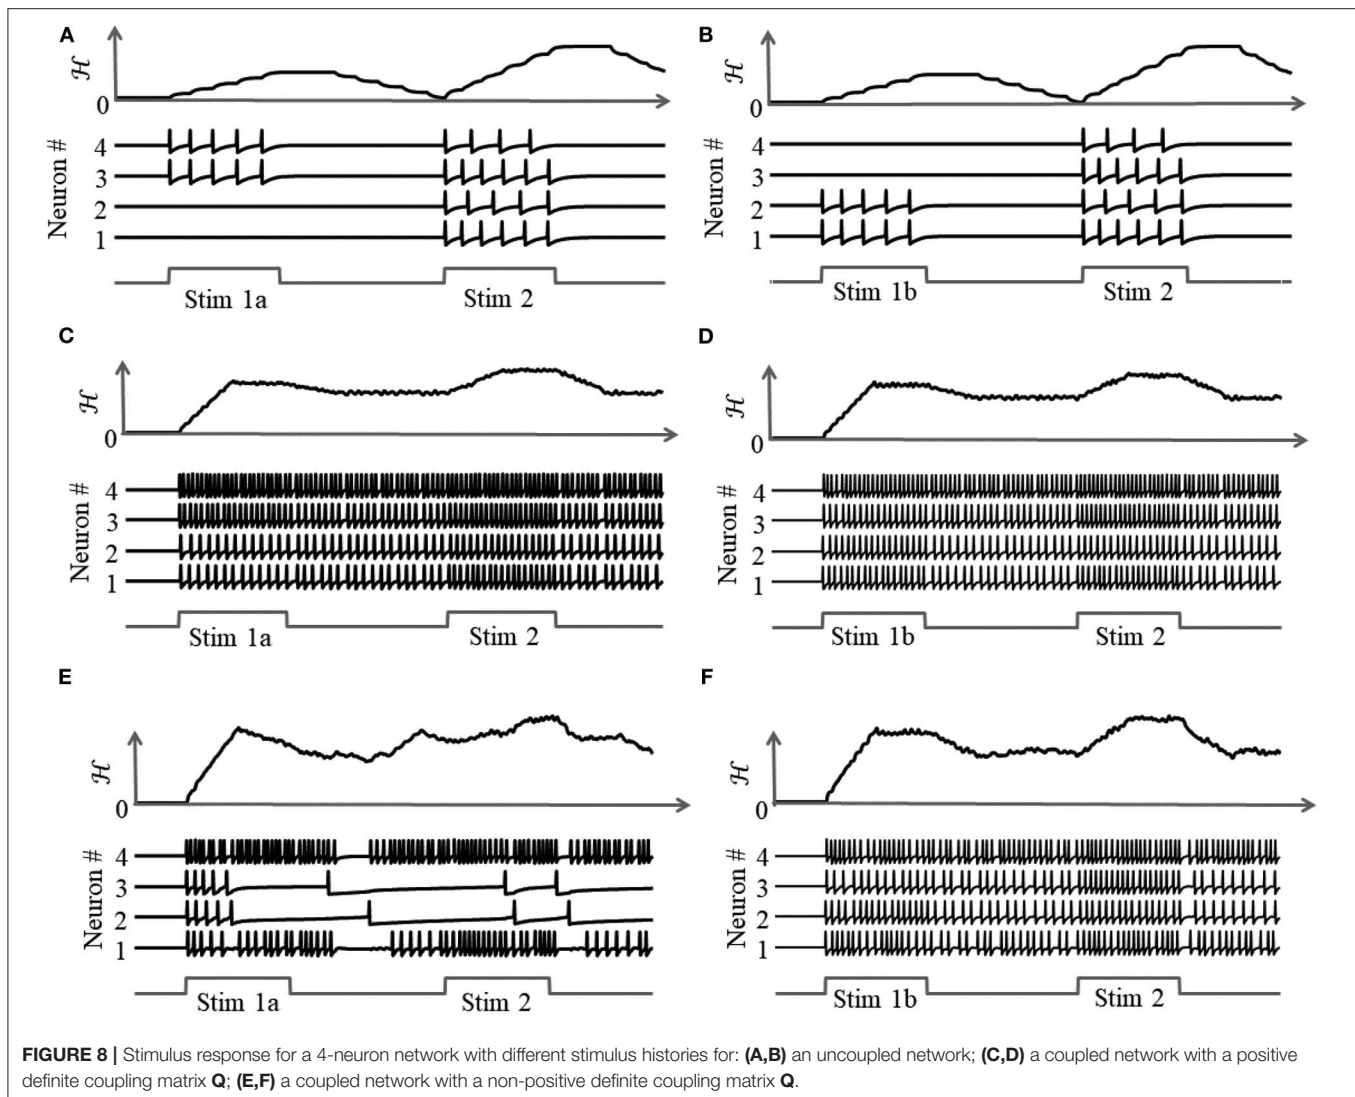 A
ℋ
0
Neuron #
4
3
2
1
Stim 1a
Stim 2
B
ℋ
0
Neuron #
4
3
2
1
Stim 1b
Stim 2
C
ℋ
0
Neuron #
4
3
2
1
Stim 1a
Stim 2
D
ℋ
0
Neuron #
4
3
2
1
Stim 1b
Stim 2
E
ℋ
0
Neuron #
4
3
2
1
Stim 1a
Stim 2
F
ℋ
0
Neuron #
4
3
2
1
Stim 1b
Stim 2
FIGURE 8 | Stimulus response for a 4-neuron network with different stimulus histories for: (A,B) an uncoupled network; (C,D) a coupled network with a positive
definite coupling matrix Q; (E,F) a coupled network with a non-positive definite coupling matrix Q.